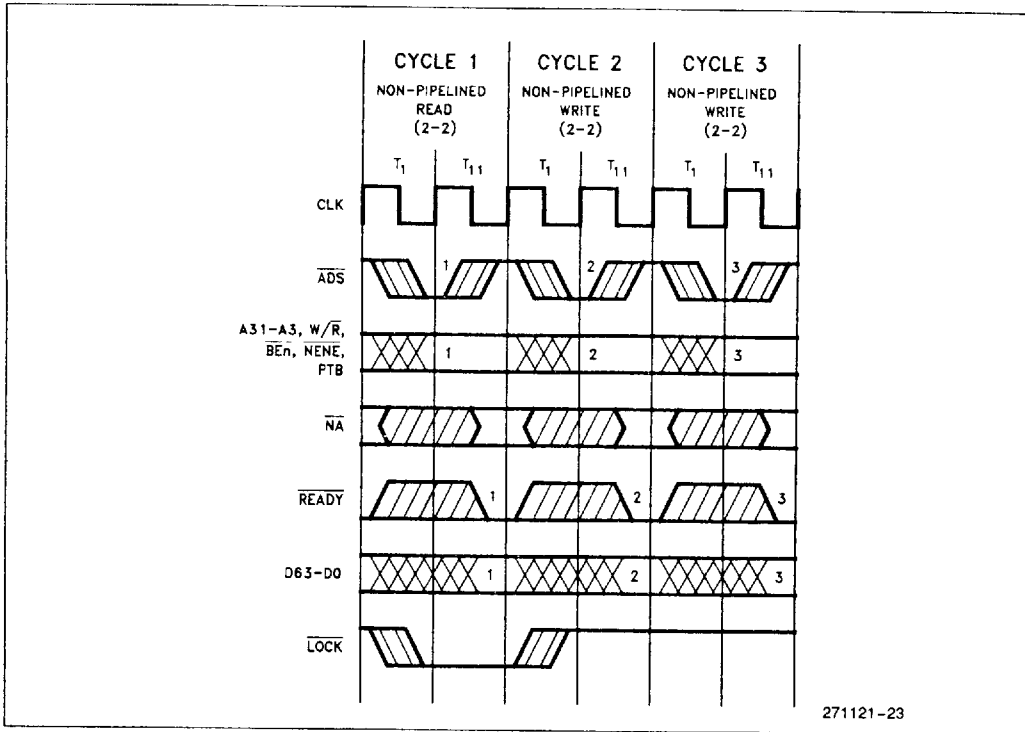 CYCLE 1 CYCLE 2 CYCLE 3
NON-PIPELINED NON-PIPELINED NON-PIPELINED
READ WRITE WRITE
(2-2) (2-2) (2-2)
T1 T11 T1 T11 T1 T11
CLK
ADS 1 2 3
A31-A3, W/R,
BEn, NENE, 1 2 3
PTB
NA
READY 1 2 3
D63-D0 1 2 3
LOCK
271121-23